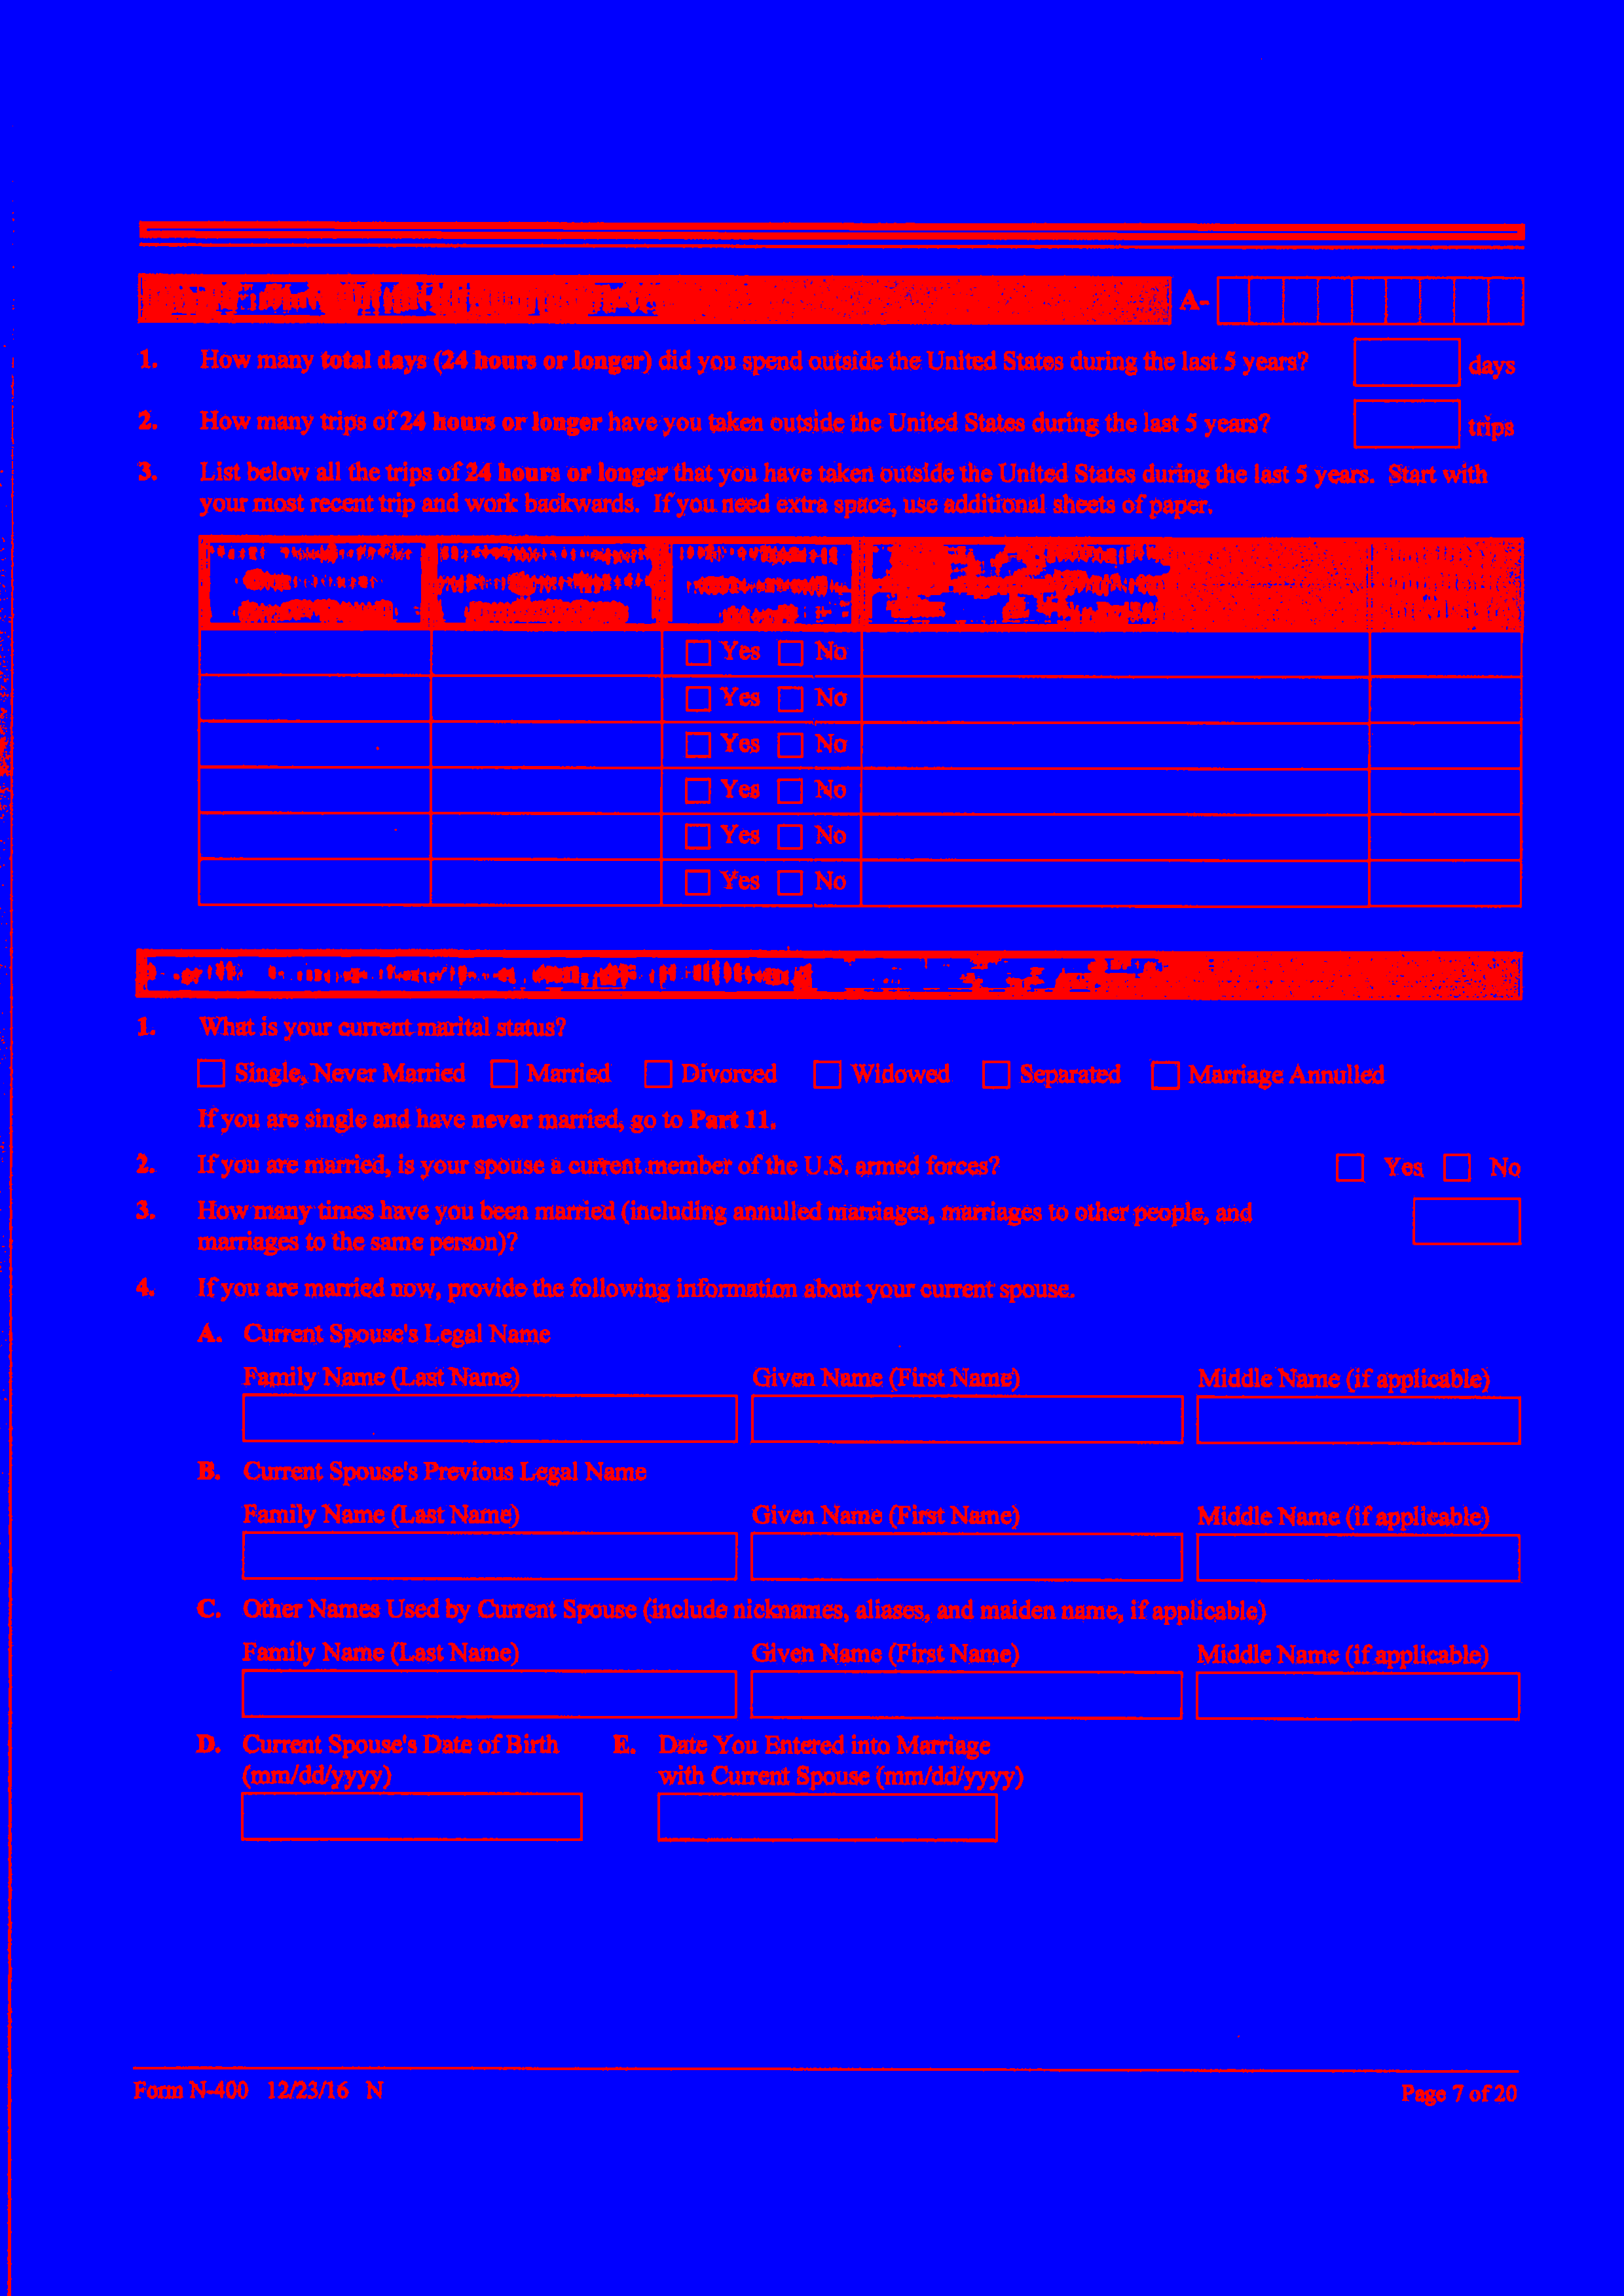 A-
1. How many total days (24 hours or longer) did you spend outside the United States during the last 5 years? days
2. How many trips of 24 hours or longer have you taken outside the United States during the last 5 years? trips
3. List below all the trips of 24 hours or longer that you have taken outside the United States during the last 5 years. Start with
your most recent trip and work backwards. If you need extra space, use additional sheets of paper.
Yes No
Yes No
Yes No
Yes No
Yes No
Yes No
1. What is your current marital status?
Single, Never Married Married Divorced Widowed Separated Marriage Annulled
If you are single and have never married, go to Part 11.
2. If you are married, is your spouse a current member of the U.S. armed forces? Yes No
3. How many times have you been married (including annulled marriages, marriages to other people, and
marriages to the same person)?
4. If you are married now, provide the following information about your current spouse.
A. Current Spouse's Legal Name
Family Name (Last Name) Given Name (First Name) Middle Name (if applicable)
B. Current Spouse's Previous Legal Name
Family Name (Last Name) Given Name (First Name) Middle Name (if applicable)
C. Other Names Used by Current Spouse (include nicknames, aliases, and maiden name, if applicable)
Family Name (Last Name) Given Name (First Name) Middle Name (if applicable)
D. Current Spouse's Date of Birth E. Date You Entered into Marriage
(mm/dd/yyyy) with Current Spouse (mm/dd/yyyy)
Form N-400 12/23/16 N Page 7 of 20